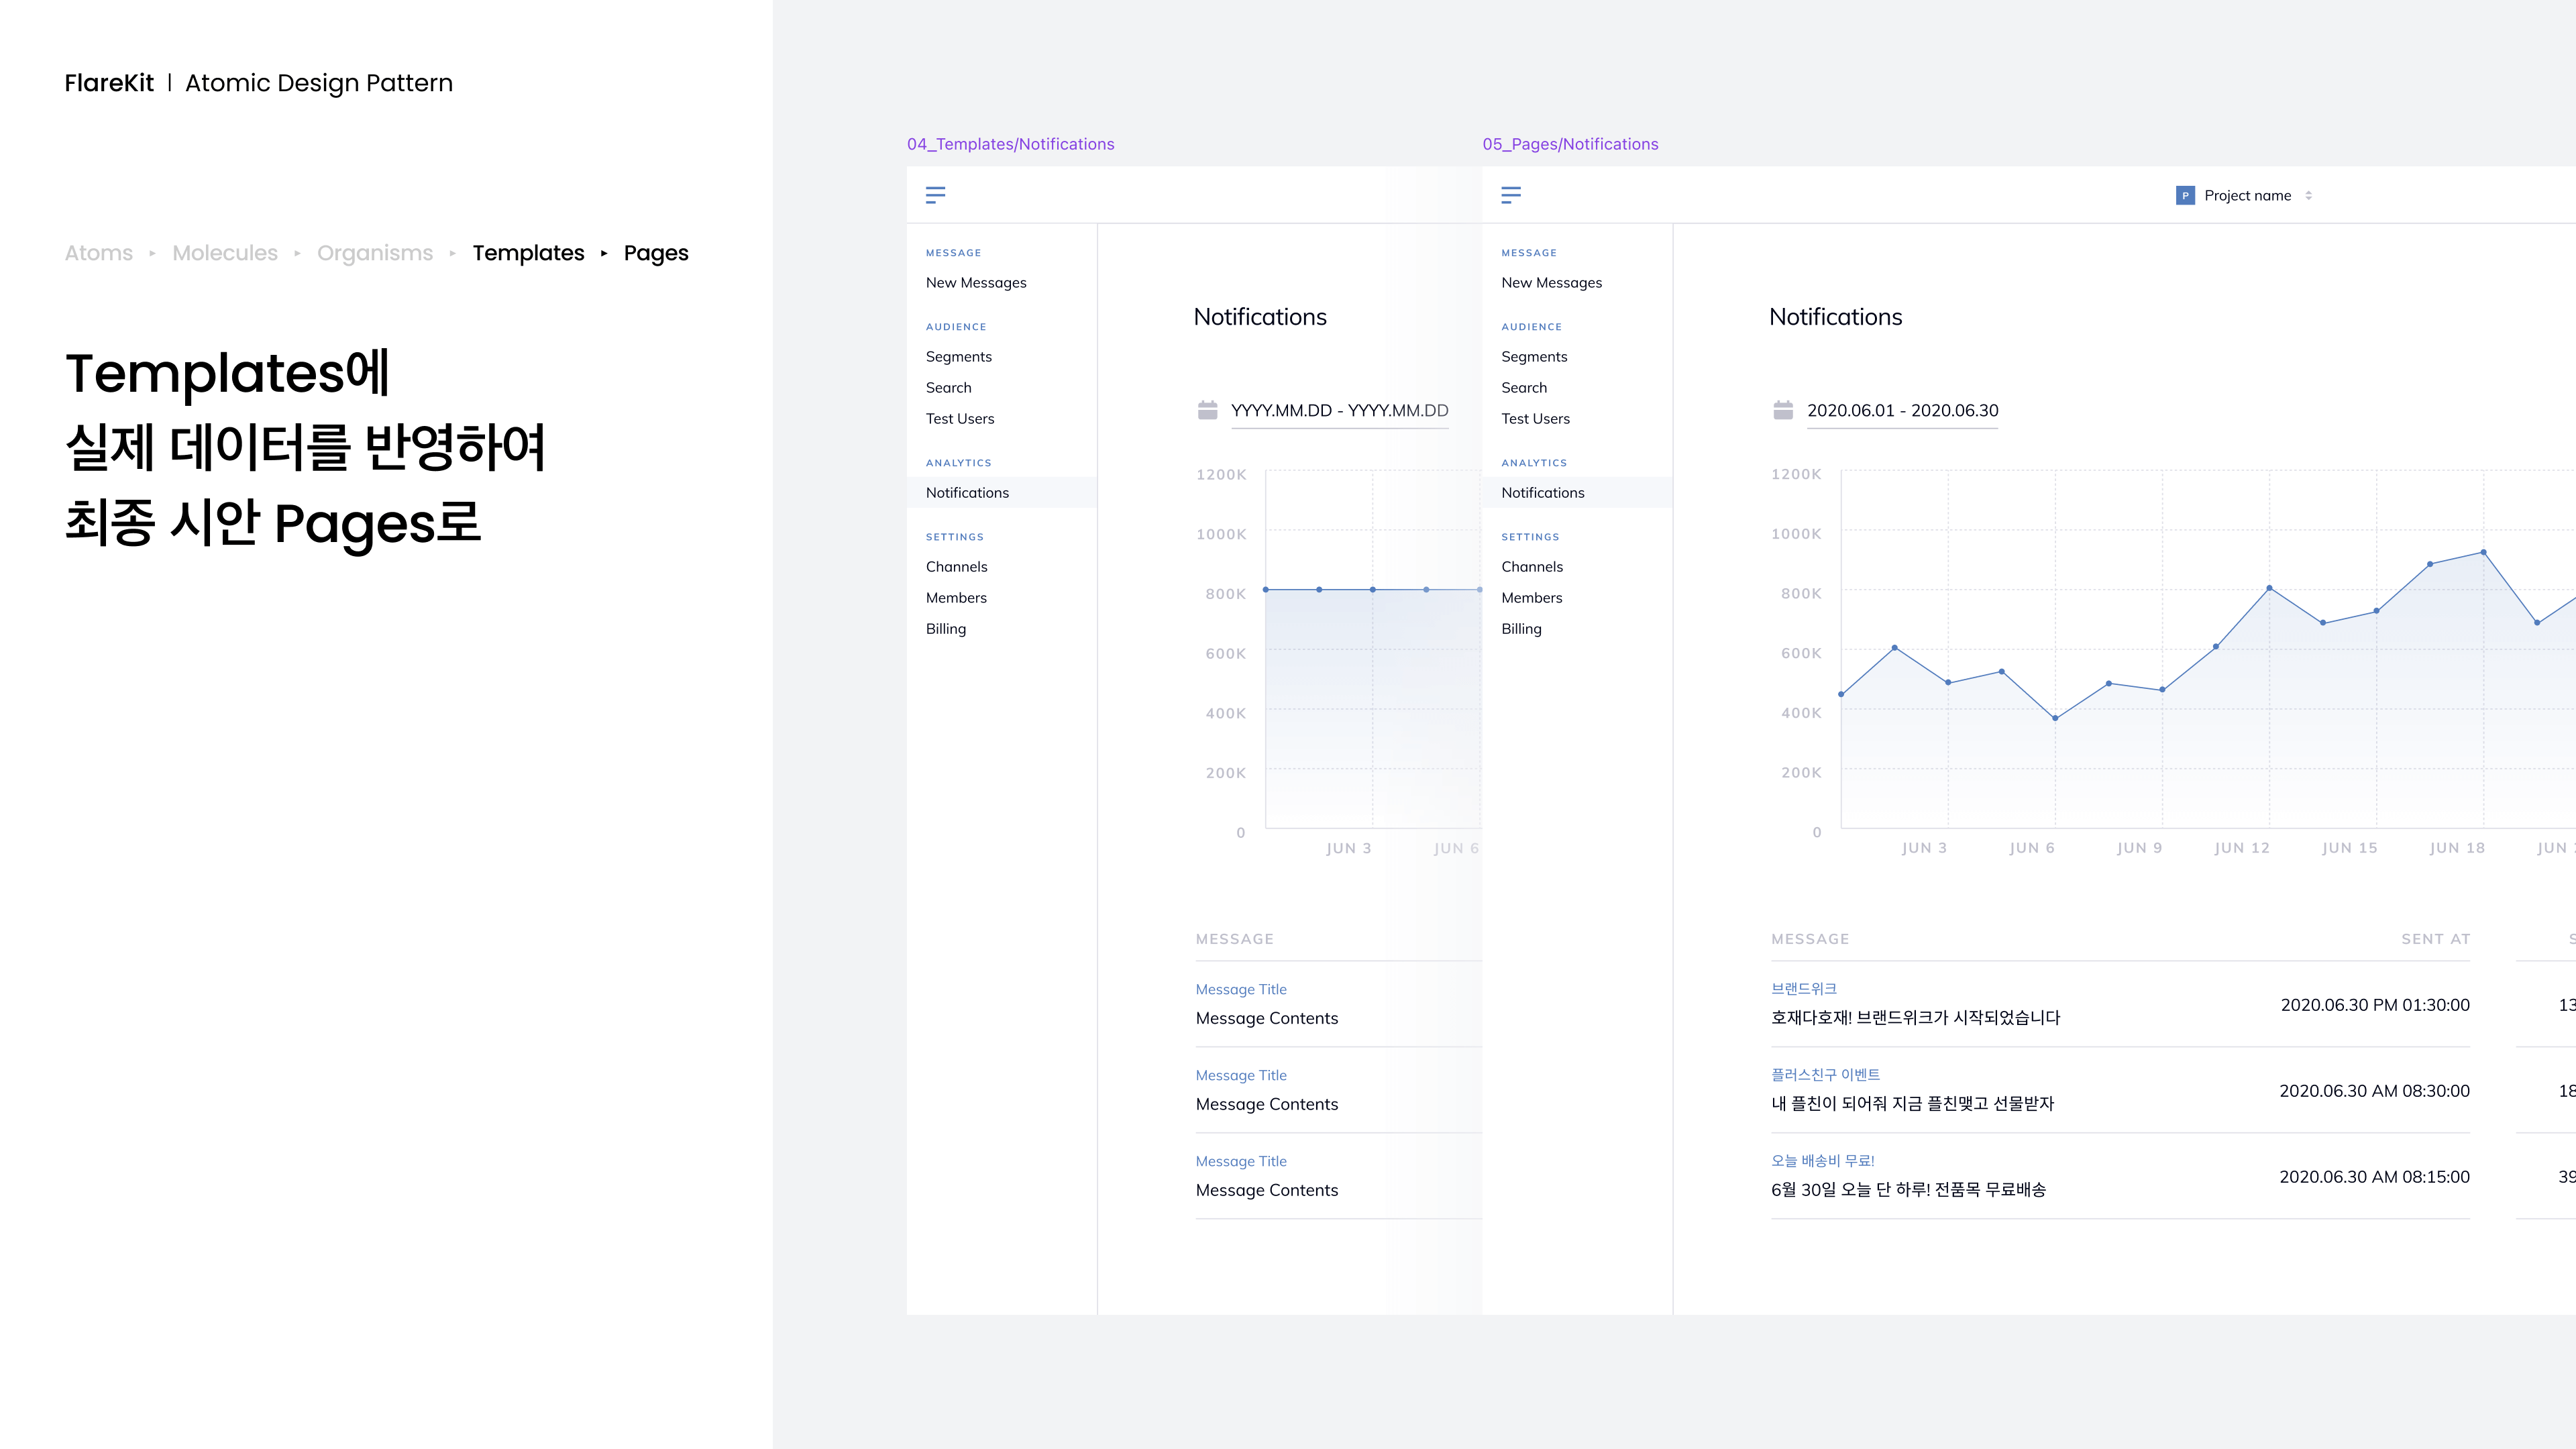 FlareKit | Atomic Design Pattern
Atoms ▸ Molecules ▸ Organisms ▸ Templates ▸ Pages
Templates에
실제 데이터를 반영하여
최종 시안 Pages로
04_Templates/Notifications
MESSAGE
New Messages
AUDIENCE
Segments
Search
Test Users
ANALYTICS
Notifications
SETTINGS
Channels
Members
Billing
Notifications
YYYY.MM.DD - YYYY.MM.DD
1200K
1000K
800K
600K
400K
200K
0
JUN 3 JUN 6
MESSAGE
Message Title
Message Contents
Message Title
Message Contents
Message Title
Message Contents
05_Pages/Notifications
P Project name
MESSAGE
New Messages
AUDIENCE
Segments
Search
Test Users
ANALYTICS
Notifications
SETTINGS
Channels
Members
Billing
Notifications
2020.06.01 - 2020.06.30
1200K
1000K
800K
600K
400K
200K
0
JUN 3 JUN 6 JUN 9 JUN 12 JUN 15 JUN 18 JUN
MESSAGE SENT AT
브랜드위크
호재다호재! 브랜드위크가 시작되었습니다
2020.06.30 PM 01:30:00
플러스친구 이벤트
내 플친이 되어줘 지금 플친맺고 선물받자
2020.06.30 AM 08:30:00
오늘 배송비 무료!
6월 30일 오늘 단 하루! 전품목 무료배송
2020.06.30 AM 08:15:00